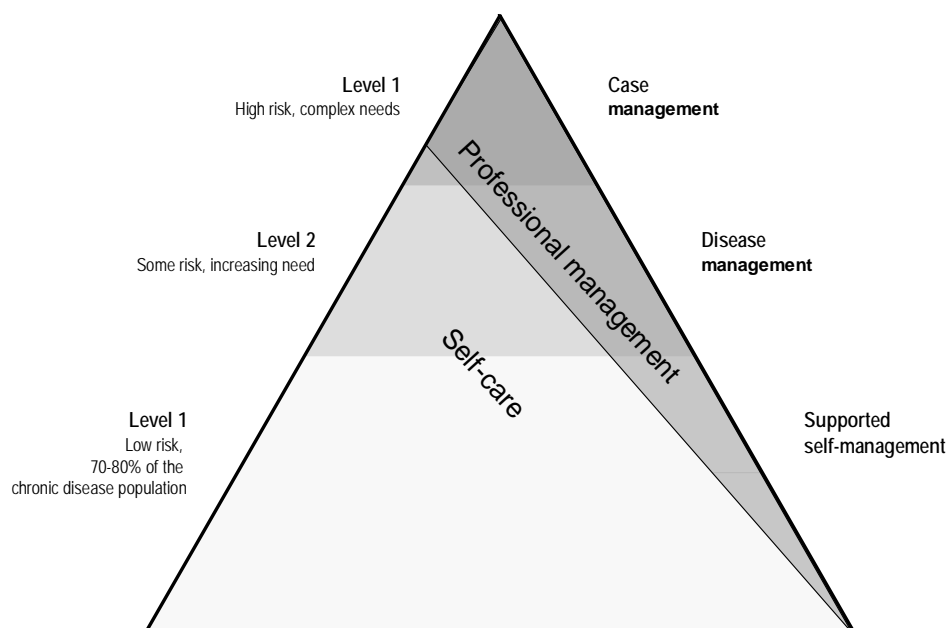 Level 1
High risk, complex needs
Case
management
Professional management
Level 2
Some risk, increasing need
Disease
management
Self-care
Level 1
Low risk,
70-80% of the
chronic disease population
Supported
self-management